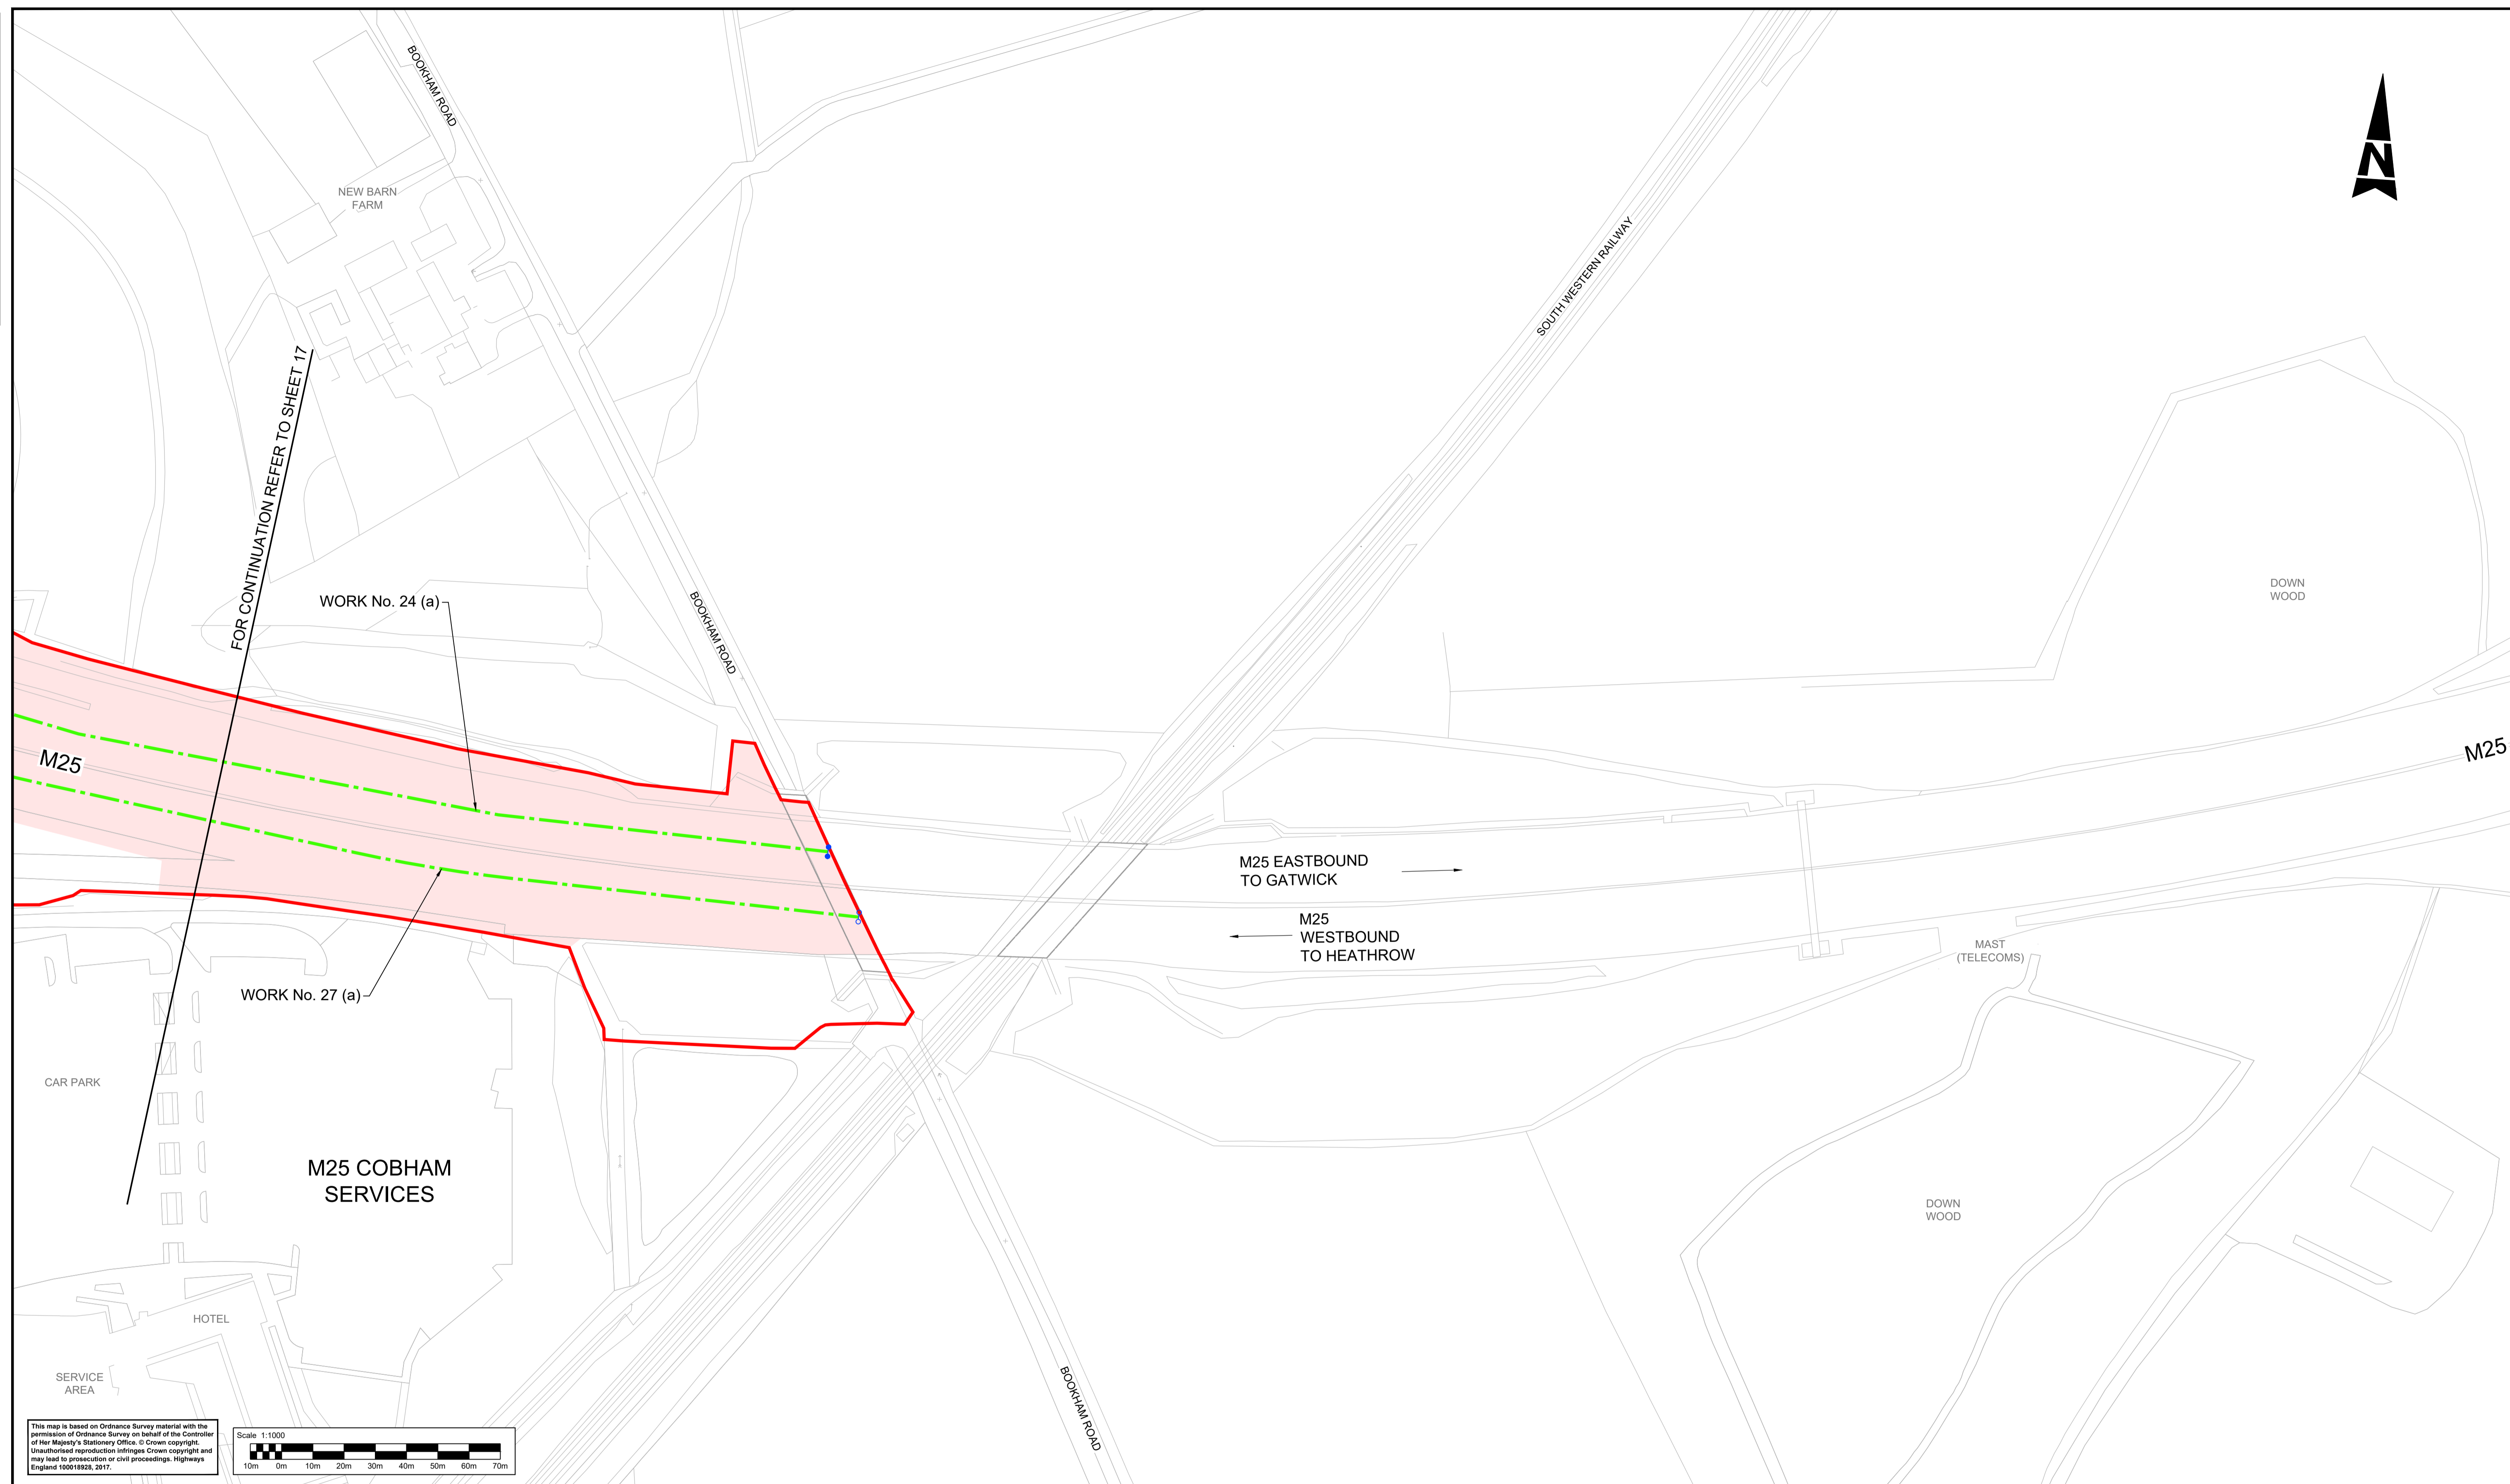 BOOKHAM ROAD
N
NEW BARN
FARM
SOUTH WESTERN RAILWAY
FOR CONTINUATION REFER TO SHEET 17
WORK No. 24 (a)
BOOKHAM ROAD
DOWN
WOOD
M25
M25
M25 EASTBOUND
TO GATWICK
M25
WESTBOUND
TO HEATHROW
MAST
(TELECOMS)
WORK No. 27 (a)
CAR PARK
M25 COBHAM
SERVICES
DOWN
WOOD
HOTEL
SERVICE
AREA
BOOKHAM ROAD
This map is based on Ordnance Survey material with the
permission of Ordnance Survey on behalf of the Controller
of Her Majesty's Stationery Office. © Crown copyright.
Unauthorised reproduction infringes Crown copyright and
may lead to prosecution or civil proceedings. Highways
England 100018928, 2017.
Scale 1:1000
10m 0m 10m 20m 30m 40m 50m 60m 70m